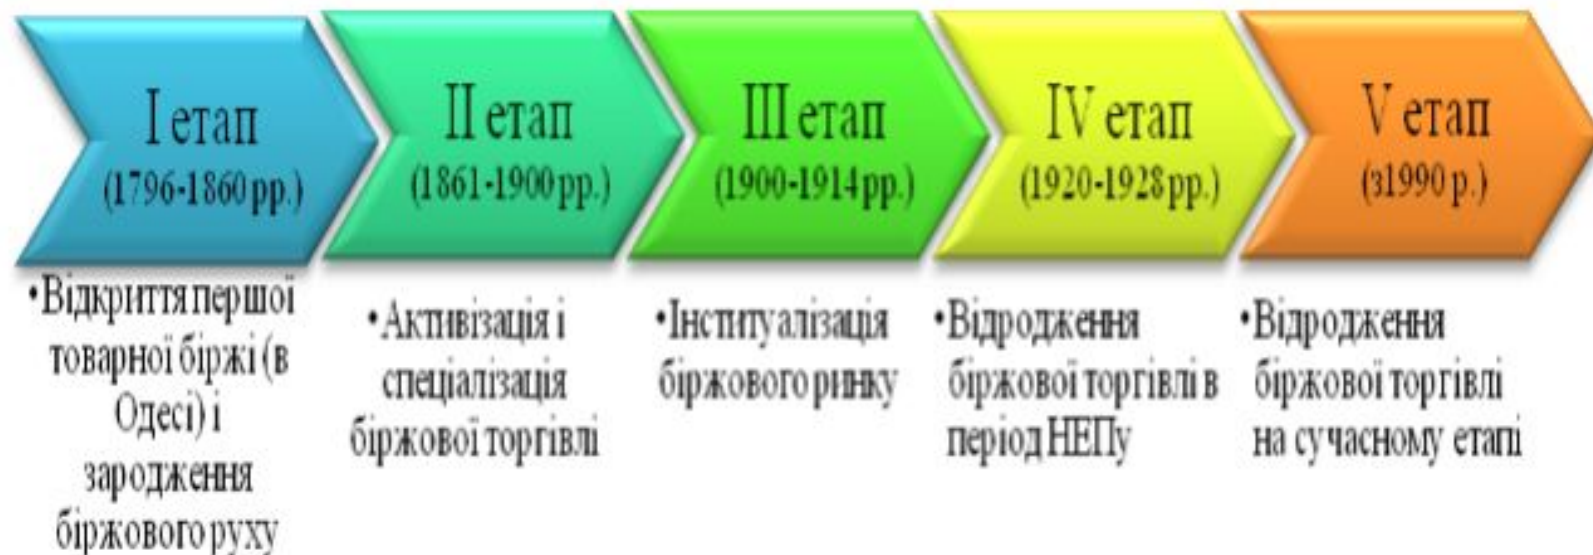 І етап
(1796-1860 рр.)
•Відкриття першої
товарної біржі (в
Одесі) і
зародження
біржового руху
ІІ етап
(1861-1900 рр.)
•Активізація і
спеціалізація
біржової торгівлі
ІІІ етап
(1900-1914 рр.)
•Інституалізація
біржового ринку
IV етап
(1920-1928 рр.)
•Відродження
біржової торгівлі в
період НЕПу
V етап
(з1990 р.)
•Відродження
біржової торгівлі
на сучасному етапі